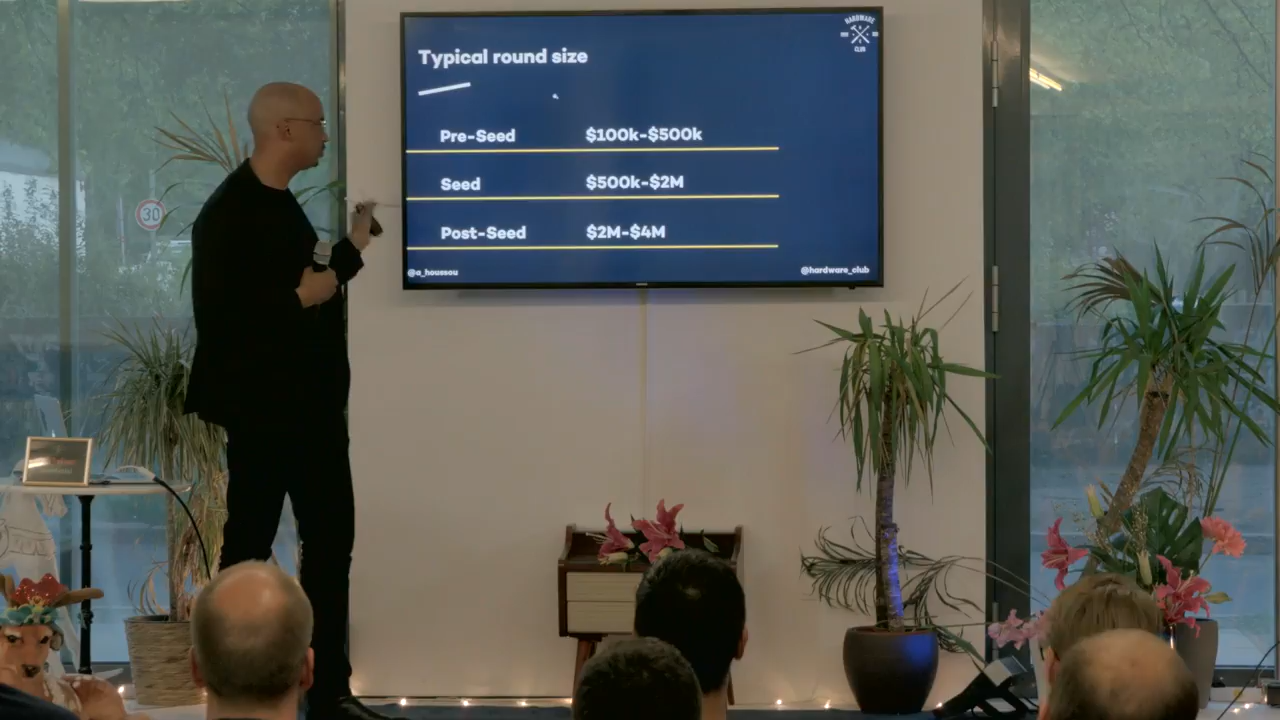 HARDWARE
CLUB
Typical round size
Pre-Seed $100k-$500k
Seed $500k-$2M
Post-Seed $2M-$4M
@a_houssou
@hardware_club
30